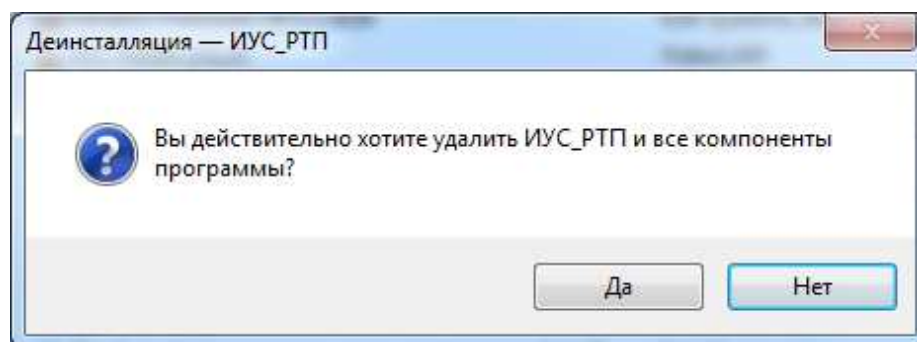 Деинсталляция — ИУС_РТП
Вы действительно хотите удалить ИУС_РТП и все компоненты
программы?
Да
Нет